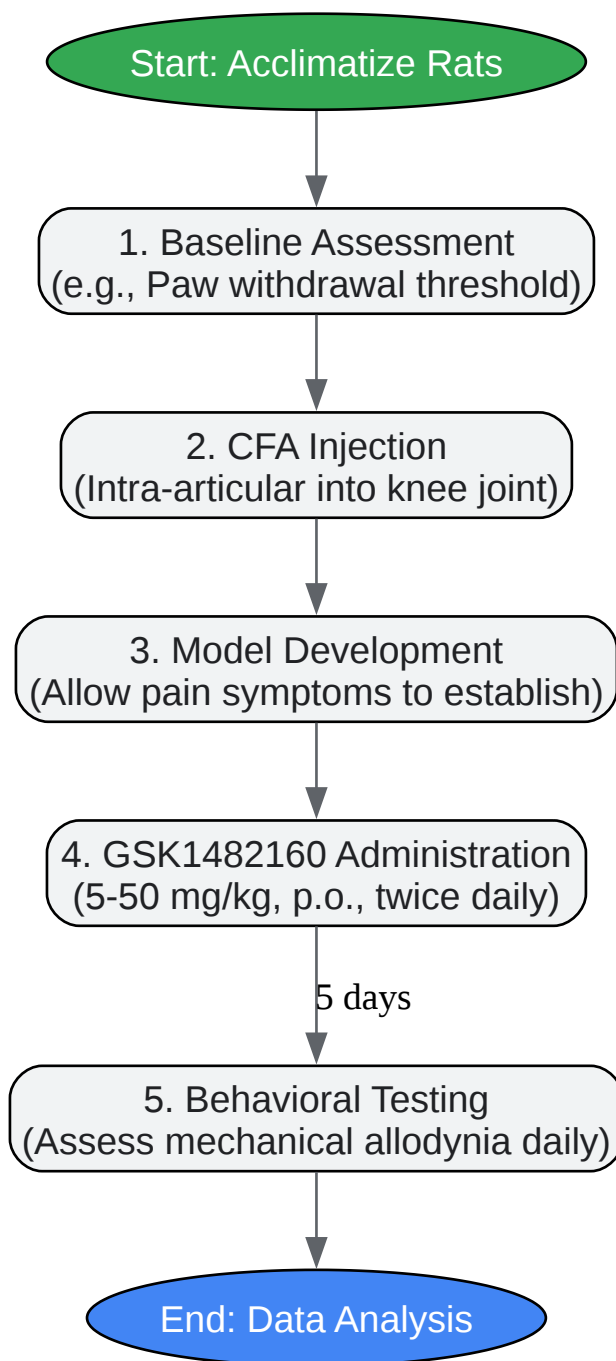 Start: Acclimatize Rats
1. Baseline Assessment
(e.g., Paw withdrawal threshold)
2. CFA Injection
(Intra-articular into knee joint)
3. Model Development
(Allow pain symptoms to establish)
4. GSK1482160 Administration
(5-50 mg/kg, p.o., twice daily)
5 days
5. Behavioral Testing
(Assess mechanical allodynia daily)
End: Data Analysis